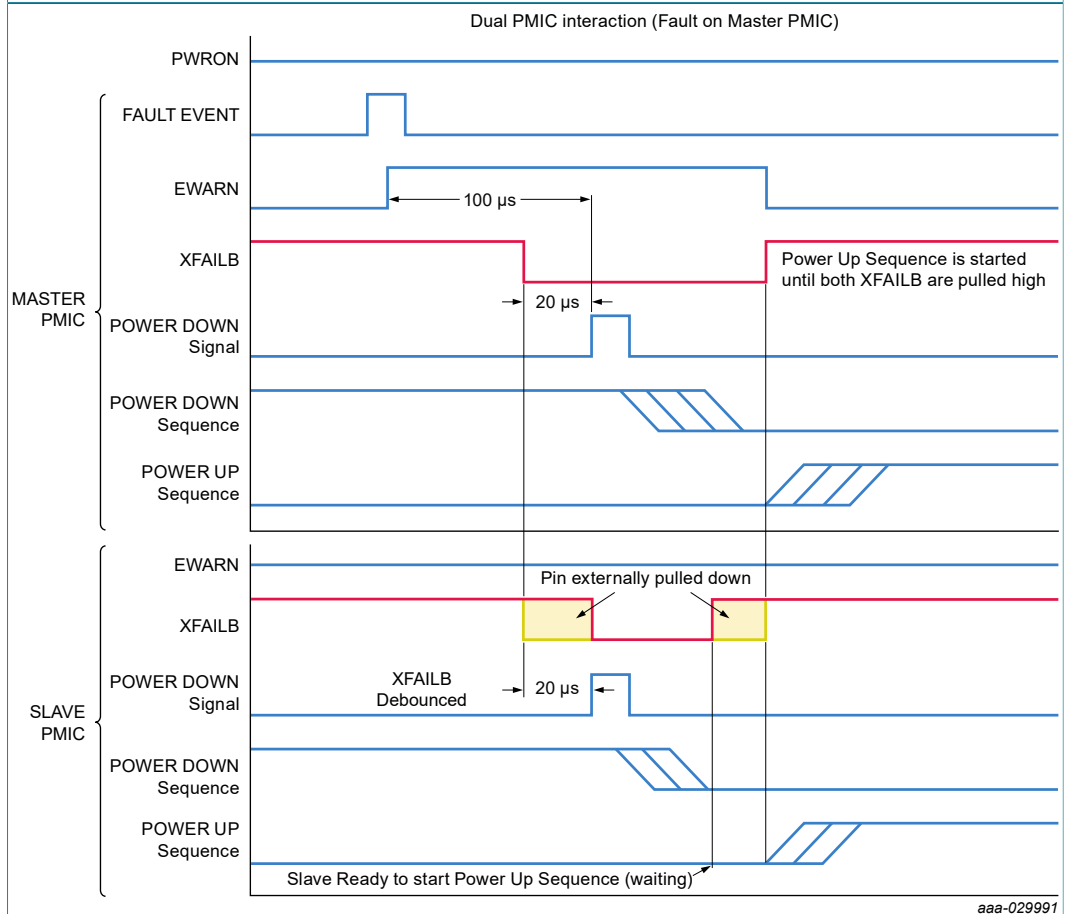 Dual PMIC interaction (Fault on Master PMIC)
PWRON
FAULT EVENT
EWARN
100 µs
XFAILB
Power Up Sequence is started
until both XFAILB are pulled high
MASTER
PMIC
20 µs
POWER DOWN
Signal
POWER DOWN
Sequence
POWER UP
Sequence
EWARN
Pin externally pulled down
XFAILB
POWER DOWN
Signal
XFAILB
Debounced
20 µs
SLAVE
PMIC
POWER DOWN
Sequence
POWER UP
Sequence
Slave Ready to start Power Up Sequence (waiting)
aaa-029991